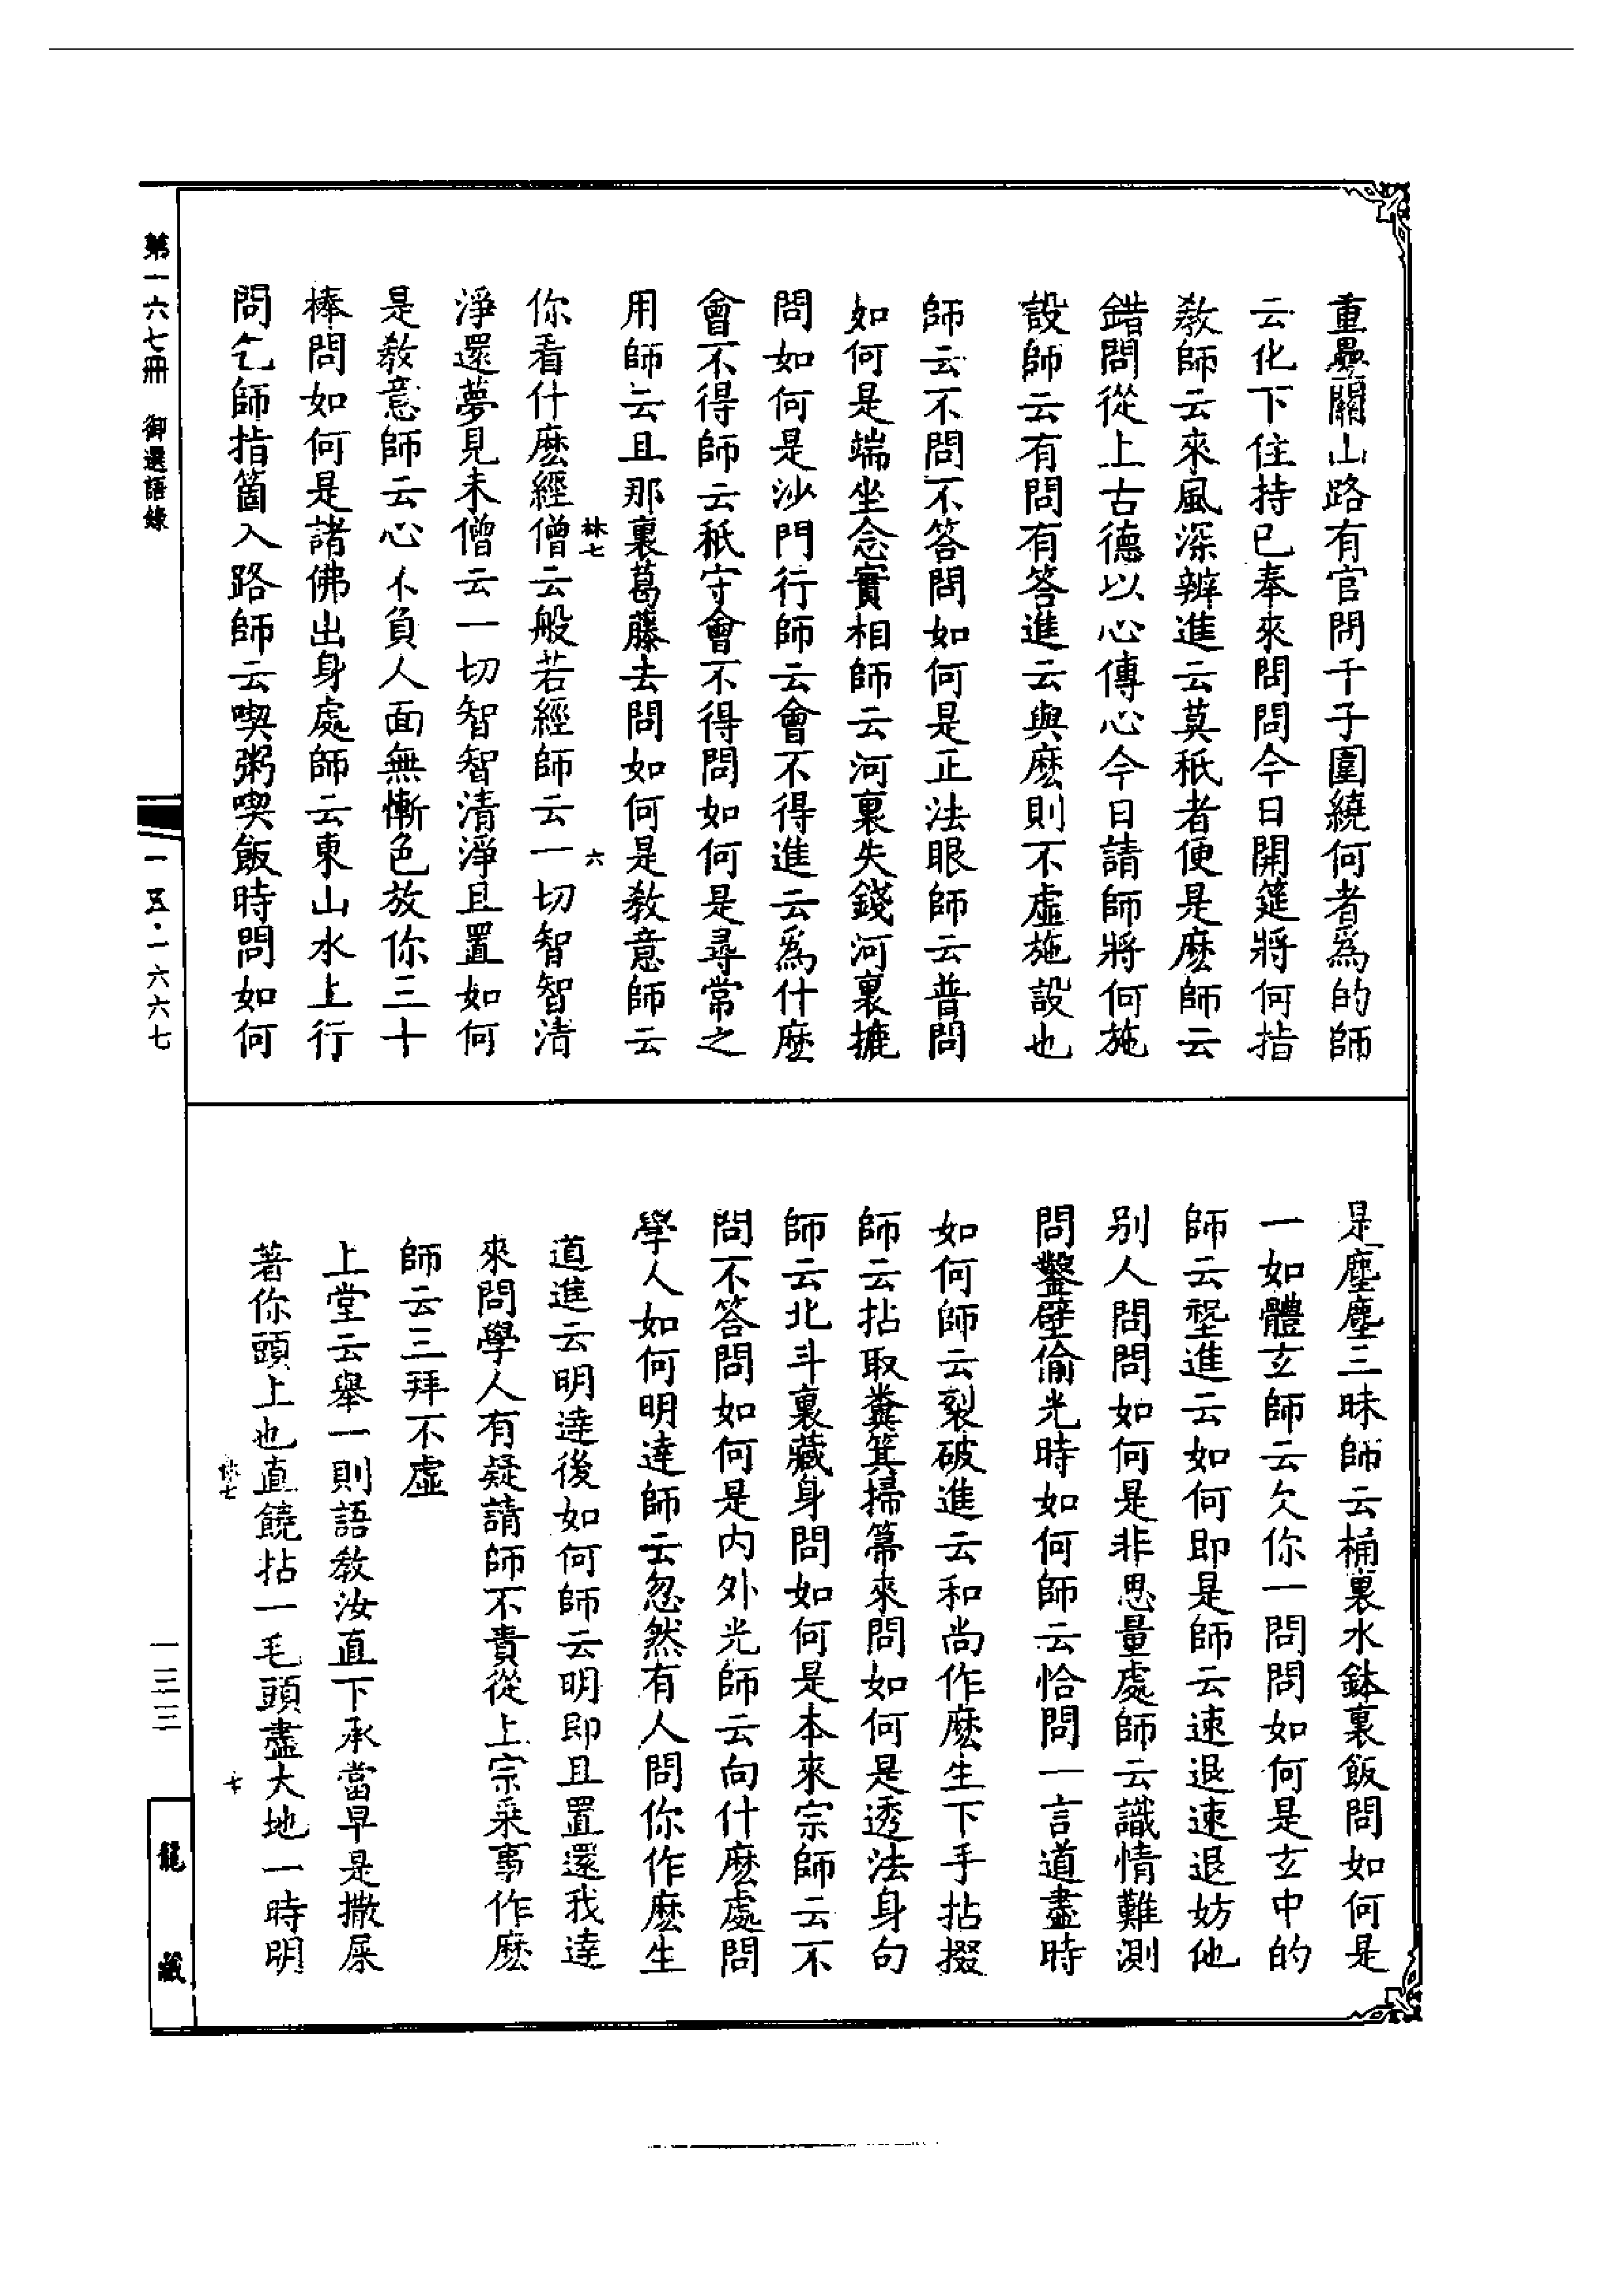 重疊關山路有官問千子圍繞何者爲的師
云化下住持已奉來問問今日開筵將何指
教師云來風深辨進云莫秖者便是麽師云
錯問從上古德以心傳心今日請師將何施
設師云有問有答進云與麽則不虛施設也
師云不問不答問如何是正法眼師云普問
如何是端坐念實相師云河裏失錢河裏摝
問如何是沙門行師云會不得進云爲什麽
會不得師云秖守會不得問如何是尋常之
用師云且那裏葛藤去問如何是教意師云
林七
六
你看什麽經僧云般若經師云一切智智清
淨還夢見未僧云一切智智清淨且置如何
是教意師云心不負人面無慚色放你三十
棒問如何是諸佛出身處師云東山水上行
問乞師指箇入路師云喫粥喫飯時問如何
是塵塵三昧師云桶裏水鉢裏飯問如何是
一如體玄師云欠你一問問如何是玄中的
師云𡎺進云如何即是師云速退速退妨他
別人問問如何是非思量處師云識情難測
問鑿壁偷光時如何師云恰問一言道盡時
如何師云裂破進云和尚作麽生下手拈掇
師云拈取糞箕掃箒來問如何是透法身句
師云北斗裏藏身問如何是本來宗師云不
問不答問如何是内外光師云向什麽處問
學人如何明達師云忽然有人問你作麽生
道進云明達後如何師云明即且置還我達
來問學人有疑請師不責從上宗乘事作麽
師云三拜不虛
上堂云舉一則語教汝直下承當早是撒屎
著你頭上也直饒拈一毛頭盡大地一時明
林七
七
第一六七冊　御選語錄
一五·一六六七
一三三
龍藏